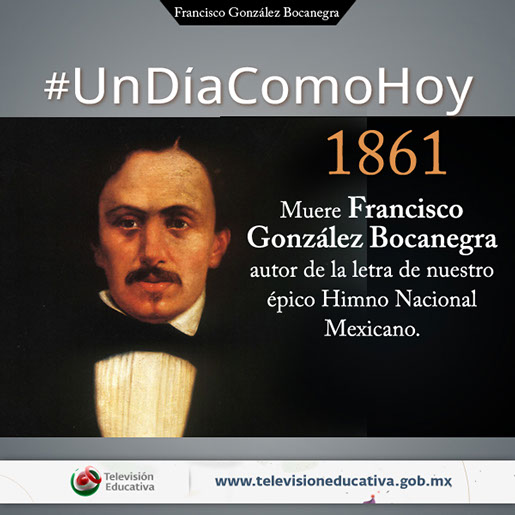 Francisco González Bocanegra
#UnDíaComoHoy
1861
Muere Francisco
González Bocanegra
autor de la letra de nuestro
épico Himno Nacional
Mexicano.
Televisión
Educativa
www.televisioneducativa.gob.mx